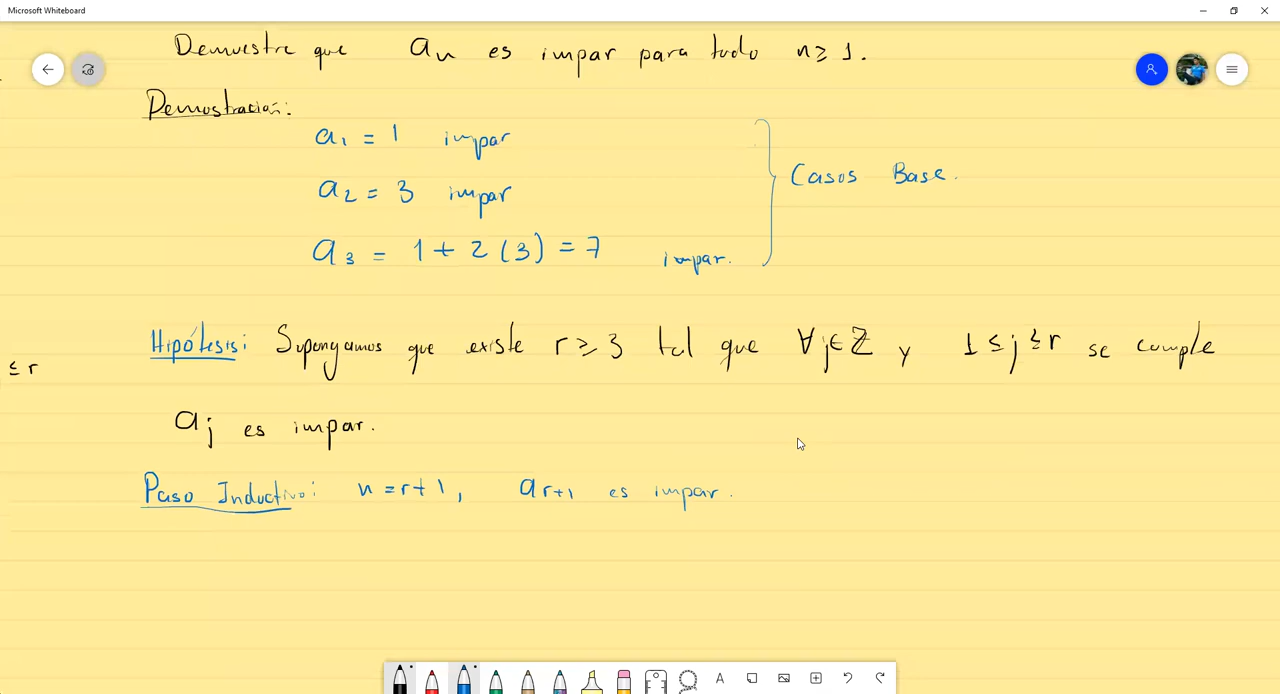 Microsoft Whiteboard
Demuestre que aₙ es impar para todo n ≥ 1.
Demostración:
a₁ = 1 impar
a₂ = 3 impar
Casos Base.
a₃ = 1 + 2 (3) = 7 impar.
Hipótesis: Supongamos que existe r ≥ 3 tal que ∀j∈ℤ y 1 ≤ j ≤ r se cumple
≤ r
aⱼ es impar.
Paso Inductivo: n = r + 1, aᵣ₊₁ es impar.
A